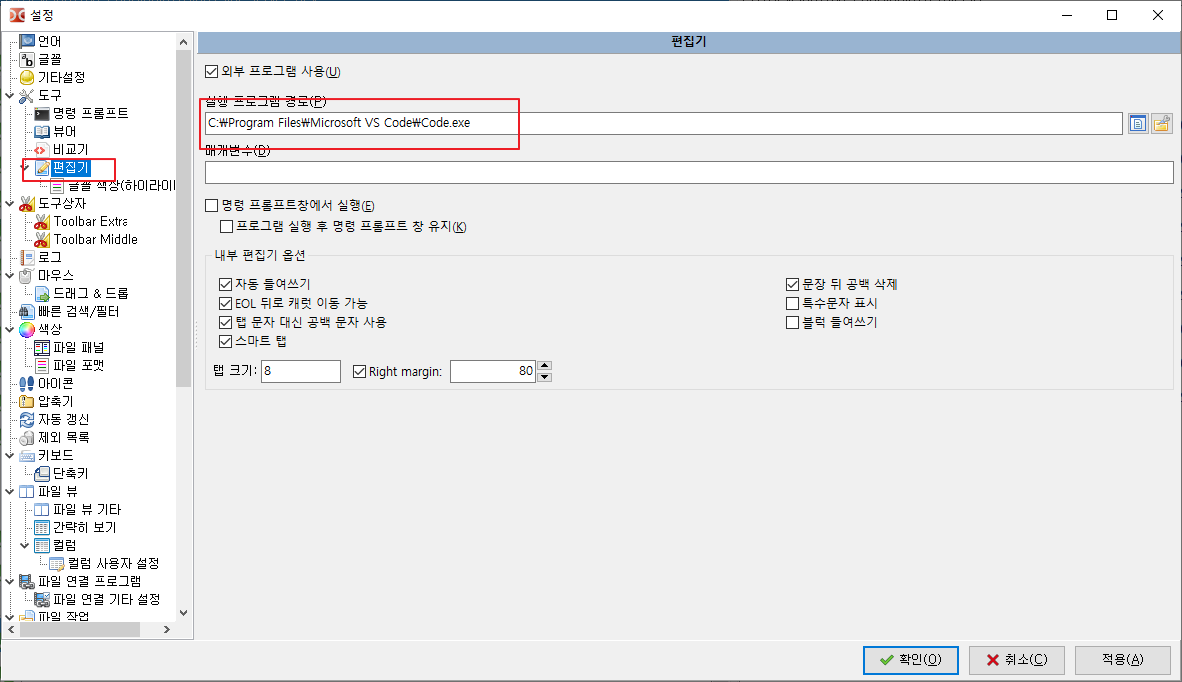 설정
언어
글꼴
기타설정
도구
명령 프롬프트
뷰어
비교기
편집기
글꼴 색상(하이라이
도구상자
Toolbar Extra
Toolbar Middle
로그
마우스
드래그 & 드롭
빠른 검색/필터
색상
파일 패널
파일 포맷
아이콘
압축기
자동 갱신
제외 목록
키보드
단축키
파일 뷰
파일 뷰 기타
간략히 보기
컬럼
컬럼 사용자 설정
파일 연결 프로그램
파일 연결 기타 설정
파일 작업
편집기
외부 프로그램 사용(U)
실행 프로그램 경로(P)
C:₩Program Files₩Microsoft VS Code₩Code.exe
매개변수(D)
명령 프롬프트창에서 실행(E)
프로그램 실행 후 명령 프롬프트 창 유지(K)
내부 편집기 옵션
자동 들여쓰기
문장 뒤 공백 삭제
EOL 뒤로 캐럿 이동 가능
특수문자 표시
탭 문자 대신 공백 문자 사용
블럭 들여쓰기
스마트 탭
탭 크기: 8 Right margin: 80
확인(O) 취소(C) 적용(A)